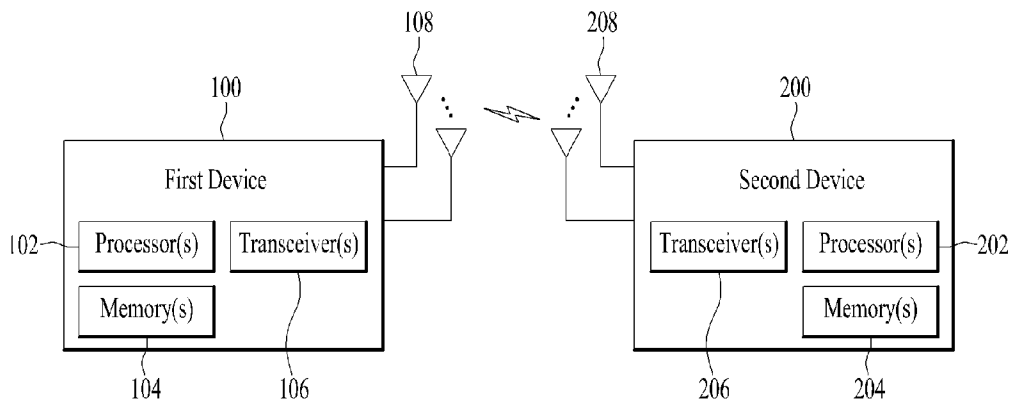 108
208
100
200
First Device
Second Device
102
Processor(s)
Transceiver(s)
Transceiver(s)
Processor(s)
202
Memory(s)
Memory(s)
104
106
206
204